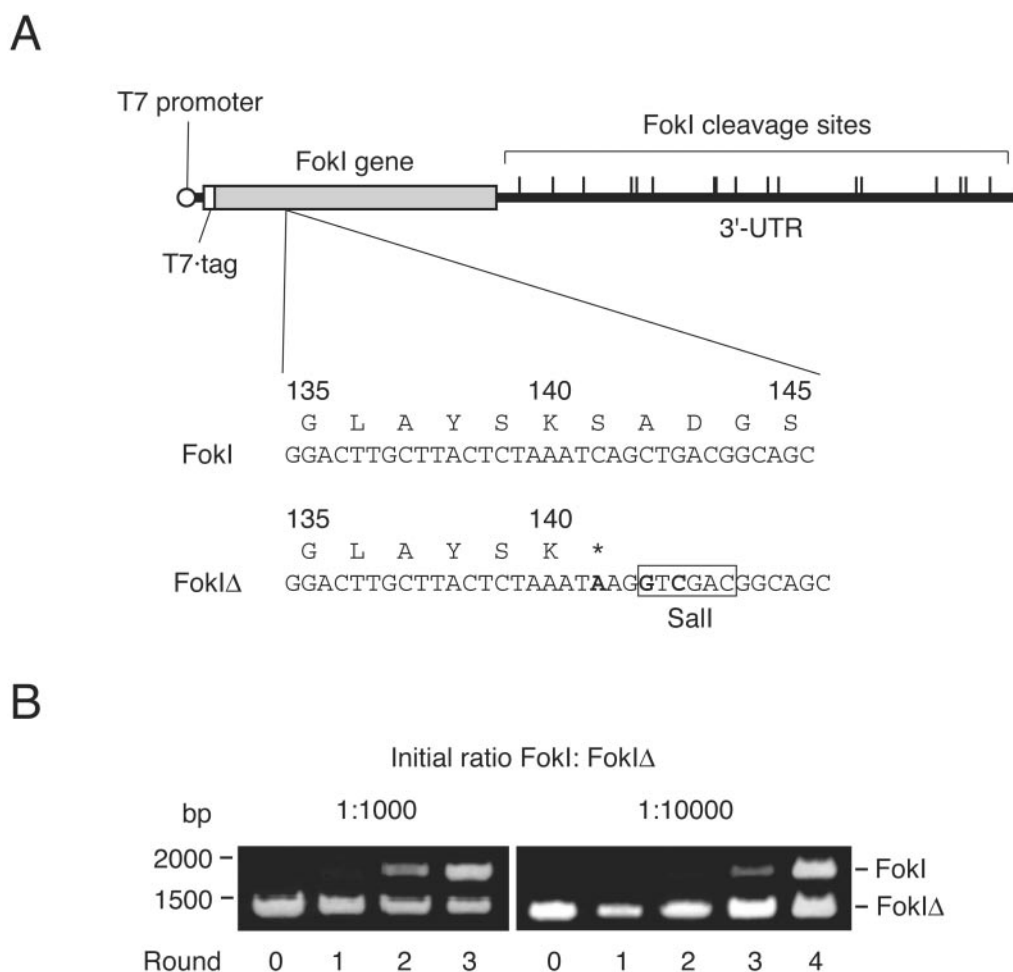 A
T7 promoter
FokI gene
FokI cleavage sites
T7·tag
3'-UTR
135 140 145
G L A Y S K S A D G S
FokI GGACTTGCTTACTCTAAATCAGCTGACGGCAGC
135 140
G L A Y S K *
FokIΔ GGACTTGCTTACTCTAAATAAGGTCGACGGCAGC
SalI
B
Initial ratio FokI: FokIΔ
bp 1:1000 1:10000
2000
1500
FokI
FokIΔ
Round 0 1 2 3 0 1 2 3 4